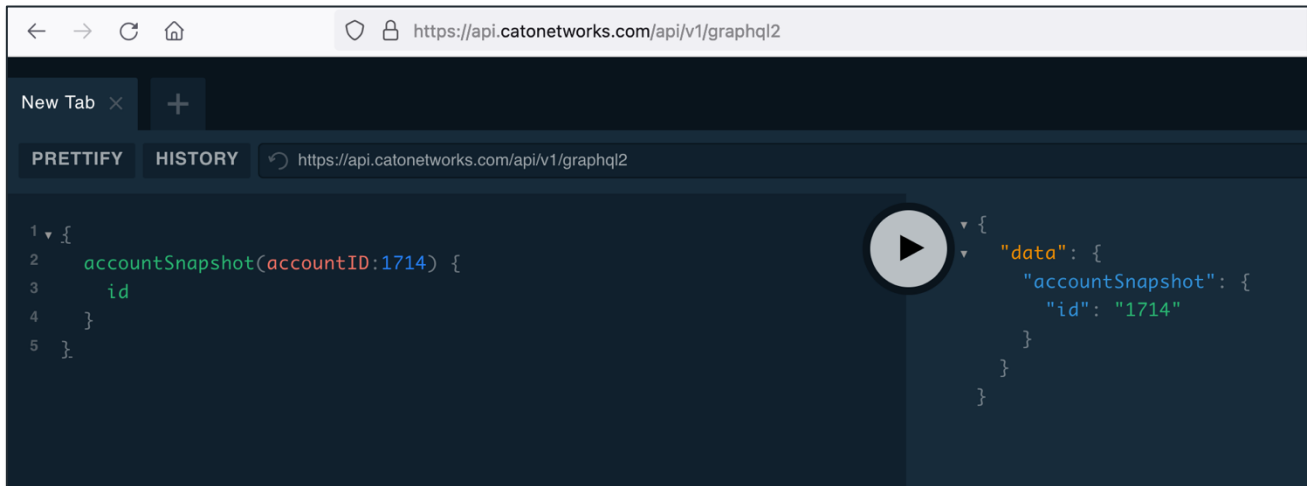 https://api.catonetworks.com/api/v1/graphql2
New Tab × +
PRETTIFY HISTORY https://api.catonetworks.com/api/v1/graphql2
1 {
2 accountSnapshot(accountID:1714) {
3 id
4 }
5 }
{
"data": {
"accountSnapshot": {
"id": "1714"
}
}
}